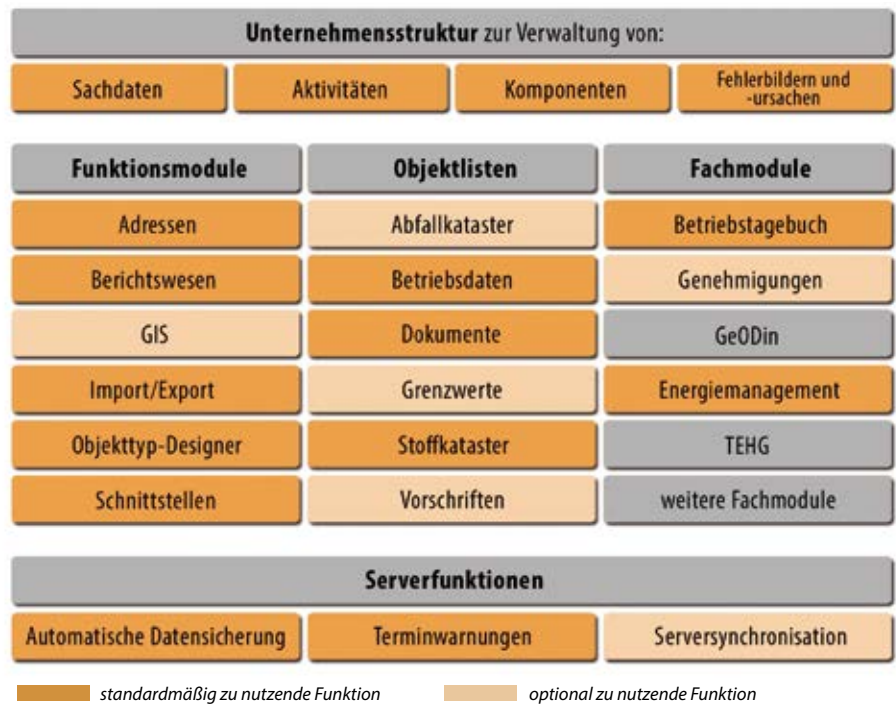 Unternehmensstruktur zur Verwaltung von:
Sachdaten Aktivitäten Komponenten Fehlerbildern und
-ursachen
Funktionsmodule Objektlisten Fachmodule
Adressen Abfallkataster Betriebstagebuch
Berichtswesen Betriebsdaten Genehmigungen
GIS Dokumente GeODin
Import/Export Grenzwerte Energiemanagement
Objekttyp-Designer Stoffkataster TEHG
Schnittstellen Vorschriften weitere Fachmodule
Serverfunktionen
Automatische Datensicherung Terminwarnungen Serversynchronisation
standardmäßig zu nutzende Funktion optional zu nutzende Funktion